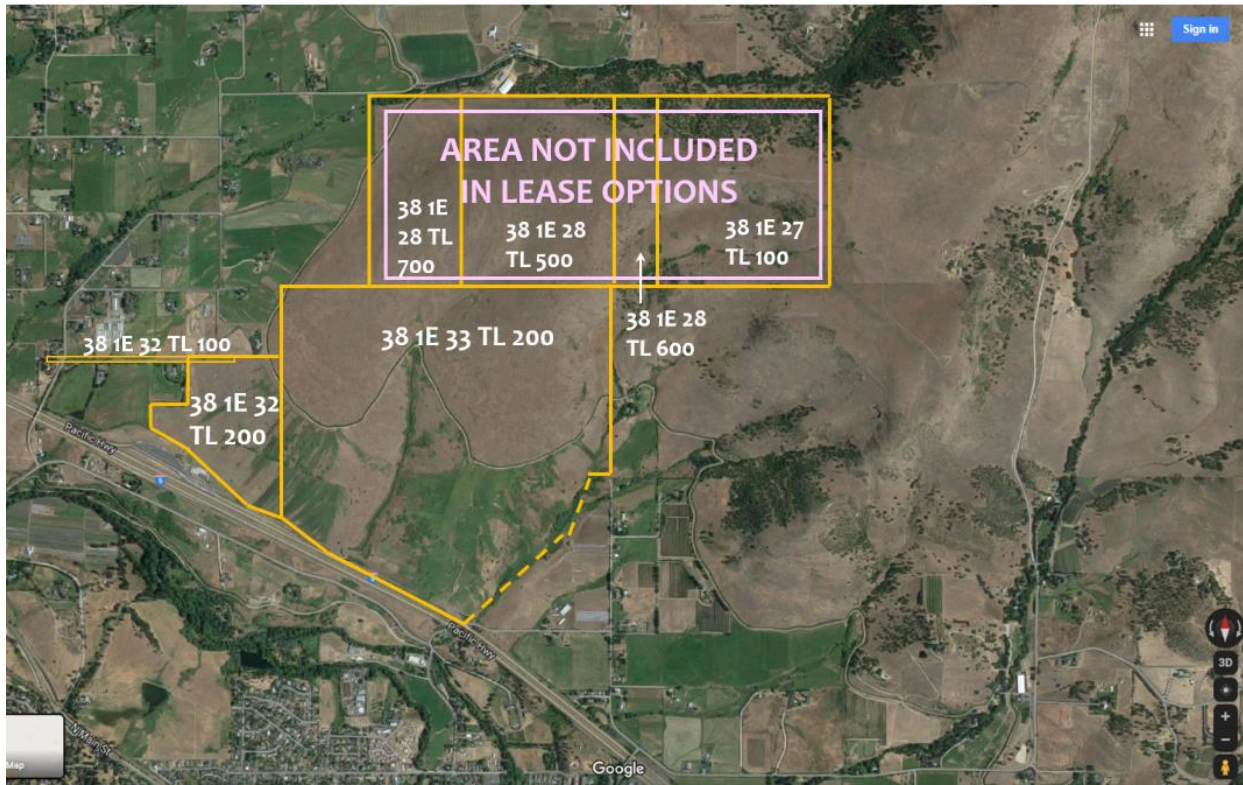 Sign in
AREA NOT INCLUDED
IN LEASE OPTIONS
38 1E
28 TL
700
38 1E 28
TL 500
38 1E 27
TL 100
38 1E 28
TL 600
38 1E 33 TL 200
38 1E 32 TL 100
38 1E 32
TL 200
Pacific Hwy
5
5
Pacific Hwy
3D
N Main St
Map
Google